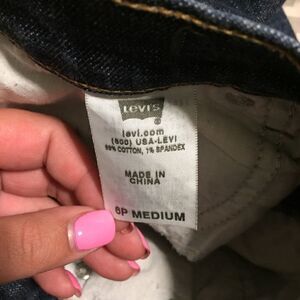 LEVI'S
®
levi.com
(800) USA-LEVI
99% COTTON, 1% SPANDEX
MADE IN
CHINA
6P MEDIUM